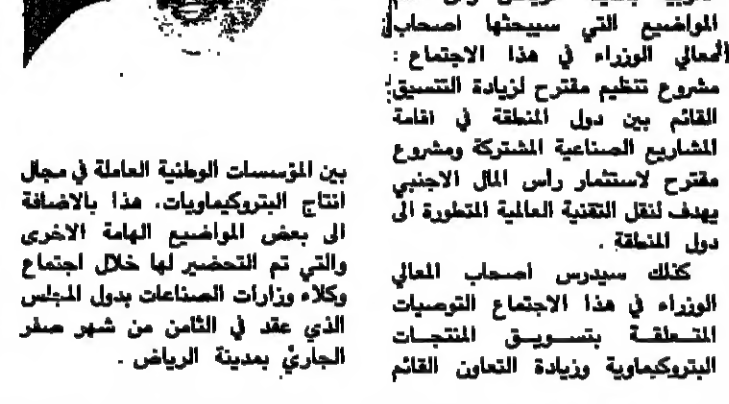 المواضيع التي سيبحثها اصحاب
المعالي الوزراء في هذا الاجتماع :
مشروع تنظيم مقترح لزيادة التنسيق
القائم بين دول المنطقة في اقامة
المشاريع الصناعية المشتركة ومشروع
مقترح لاستثمار رأس المال الاجنبي
يهدف لنقل التقنية العالمية المتطورة الى
دول المنطقة .
كذلك سيدرس اصحاب المعالي
الوزراء في هذا الاجتماع التوصيات
المتعلقة بتسويق المنتجات
البتروكيماوية وزيادة التعاون القائم
بين المؤسسات الوطنية العاملة في مجال
انتاج البتروكيماويات، هذا بالاضافة
الى بعض المواضيع الهامة الاخرى
والتي تم التحضير لها خلال اجتماع
وكلاء وزارات الصناعات بدول المجلس
الذي عقد في الثامن من شهر صفر
الجاري بمدينة الرياض .